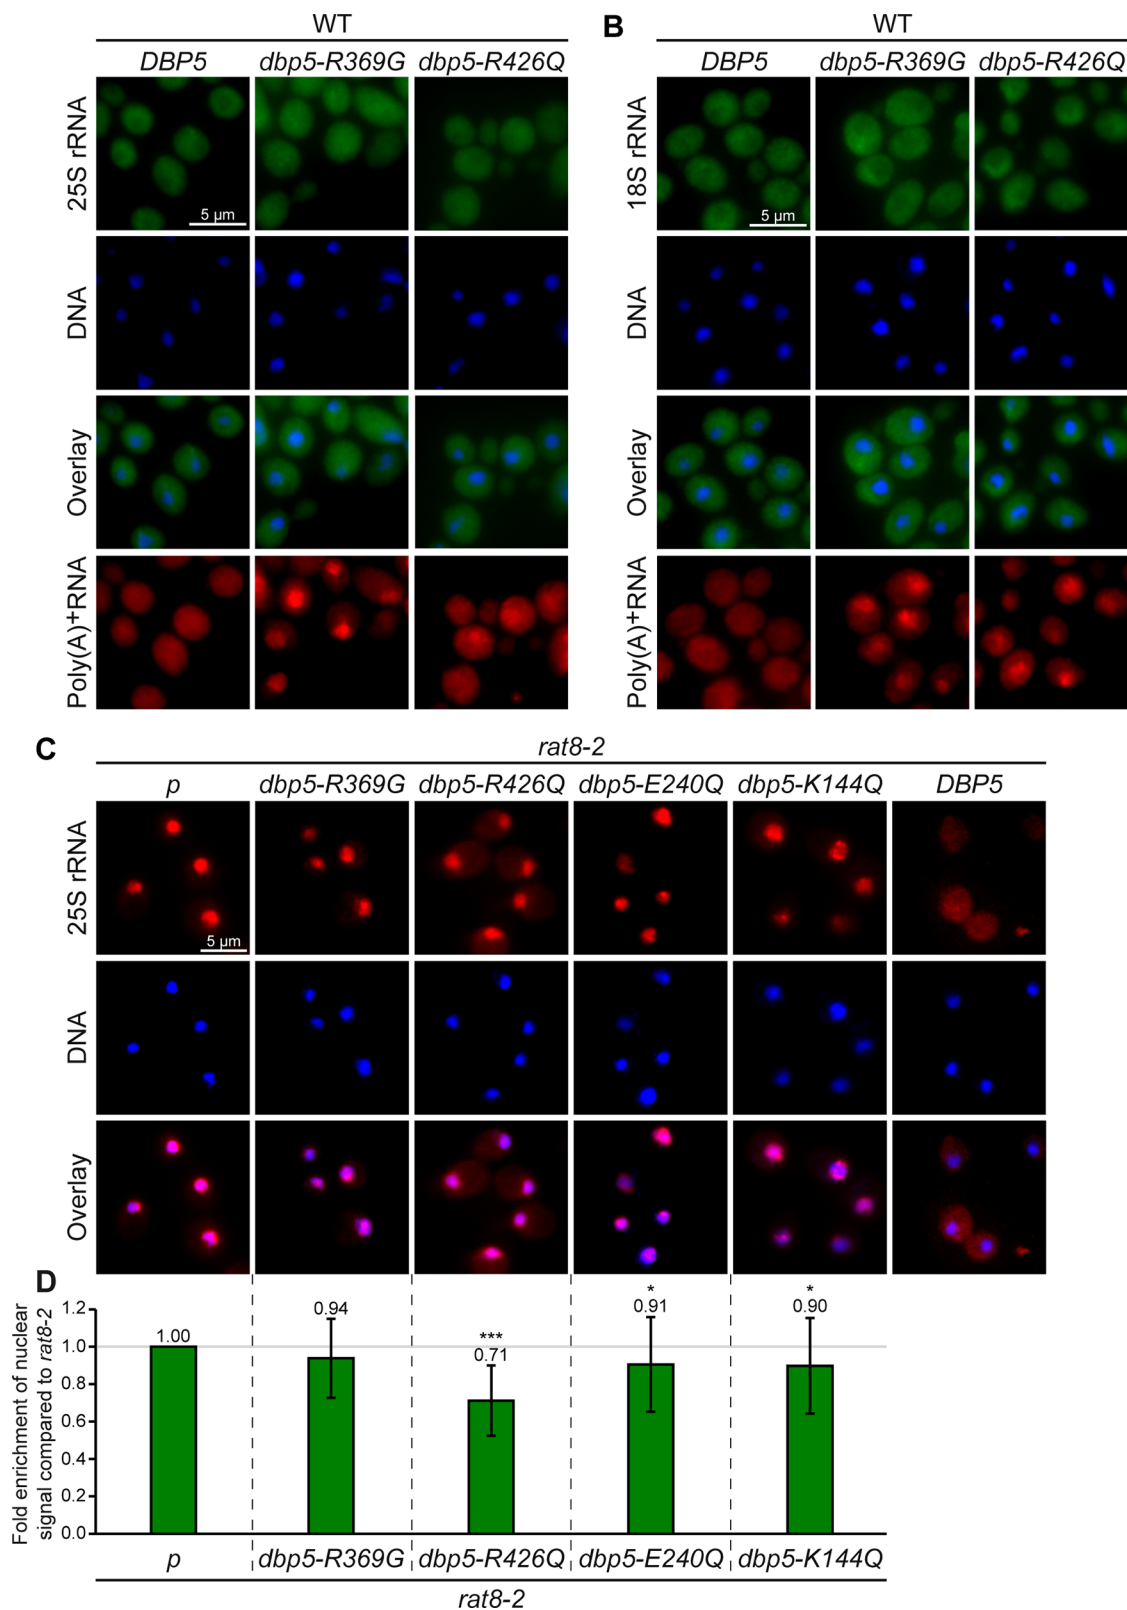 WT
DBP5 dbp5-R369G dbp5-R426Q
25S rRNA
5 µm
DNA
Overlay
Poly(A)+RNA
B
WT
DBP5 dbp5-R369G dbp5-R426Q
18S rRNA
5 µm
DNA
Overlay
Poly(A)+RNA
C
rat8-2
p dbp5-R369G dbp5-R426Q dbp5-E240Q dbp5-K144Q DBP5
25S rRNA
5 µm
DNA
Overlay
D
Fold enrichment of nuclear
signal compared to rat8-2
1.2
1.0
0.8
0.6
0.4
0.2
0.0
1.00
0.94
***
0.71
*
0.91
*
0.90
p dbp5-R369G dbp5-R426Q dbp5-E240Q dbp5-K144Q
rat8-2